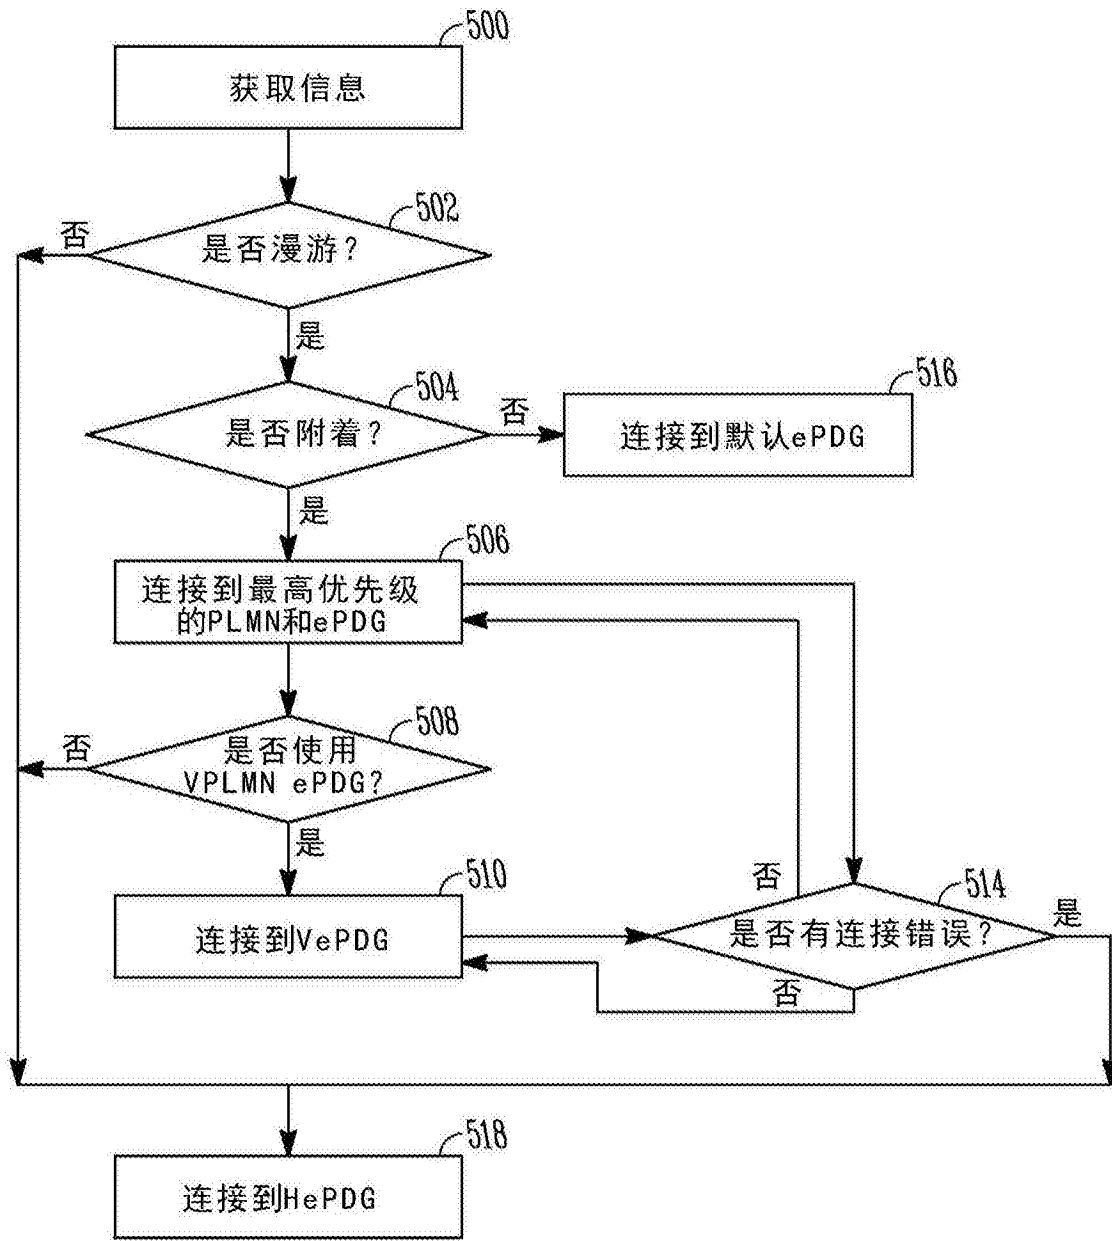 500
获取信息
502
是否漫游?
否
是
504
是否附着?
否
516
连接到默认ePDG
是
506
连接到最高优先级
的PLMN和ePDG
508
是否使用
VPLMN ePDG?
否
是
510
连接到VePDG
否
514
是否有连接错误?
是
否
518
连接到HePDG